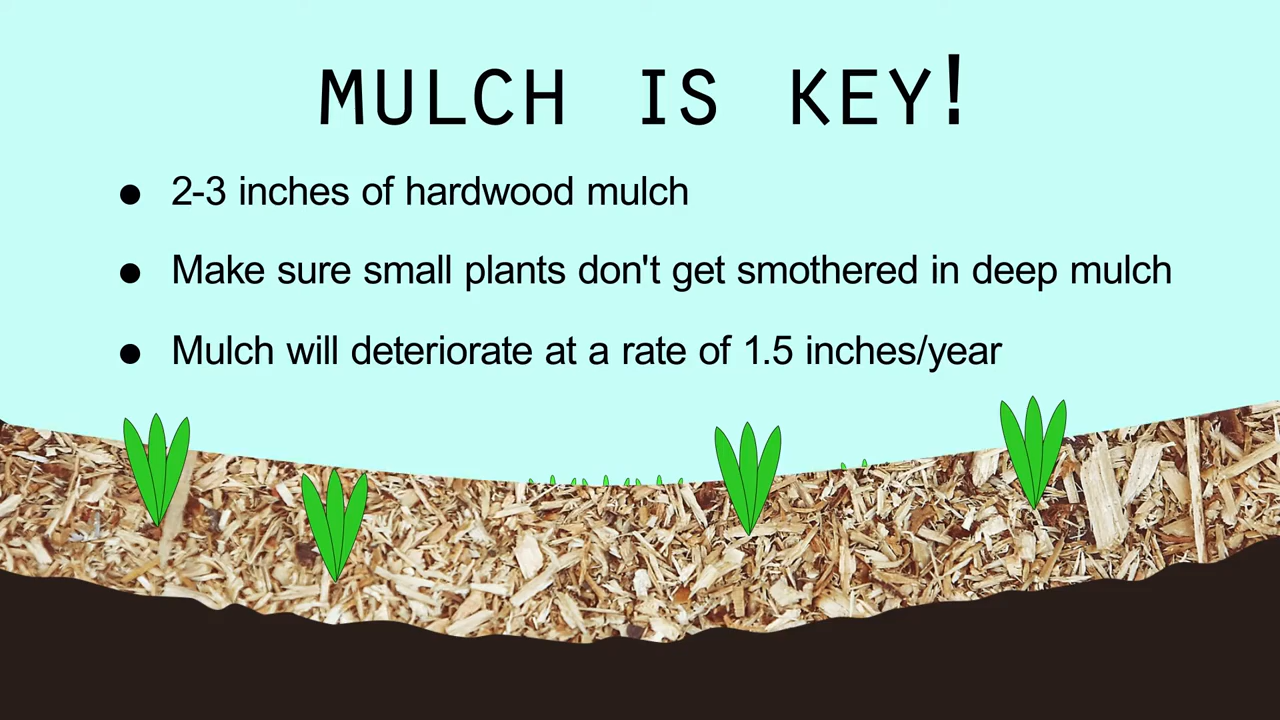 MULCH IS KEY!
● 2-3 inches of hardwood mulch
● Make sure small plants don't get smothered in deep mulch
● Mulch will deteriorate at a rate of 1.5 inches/year